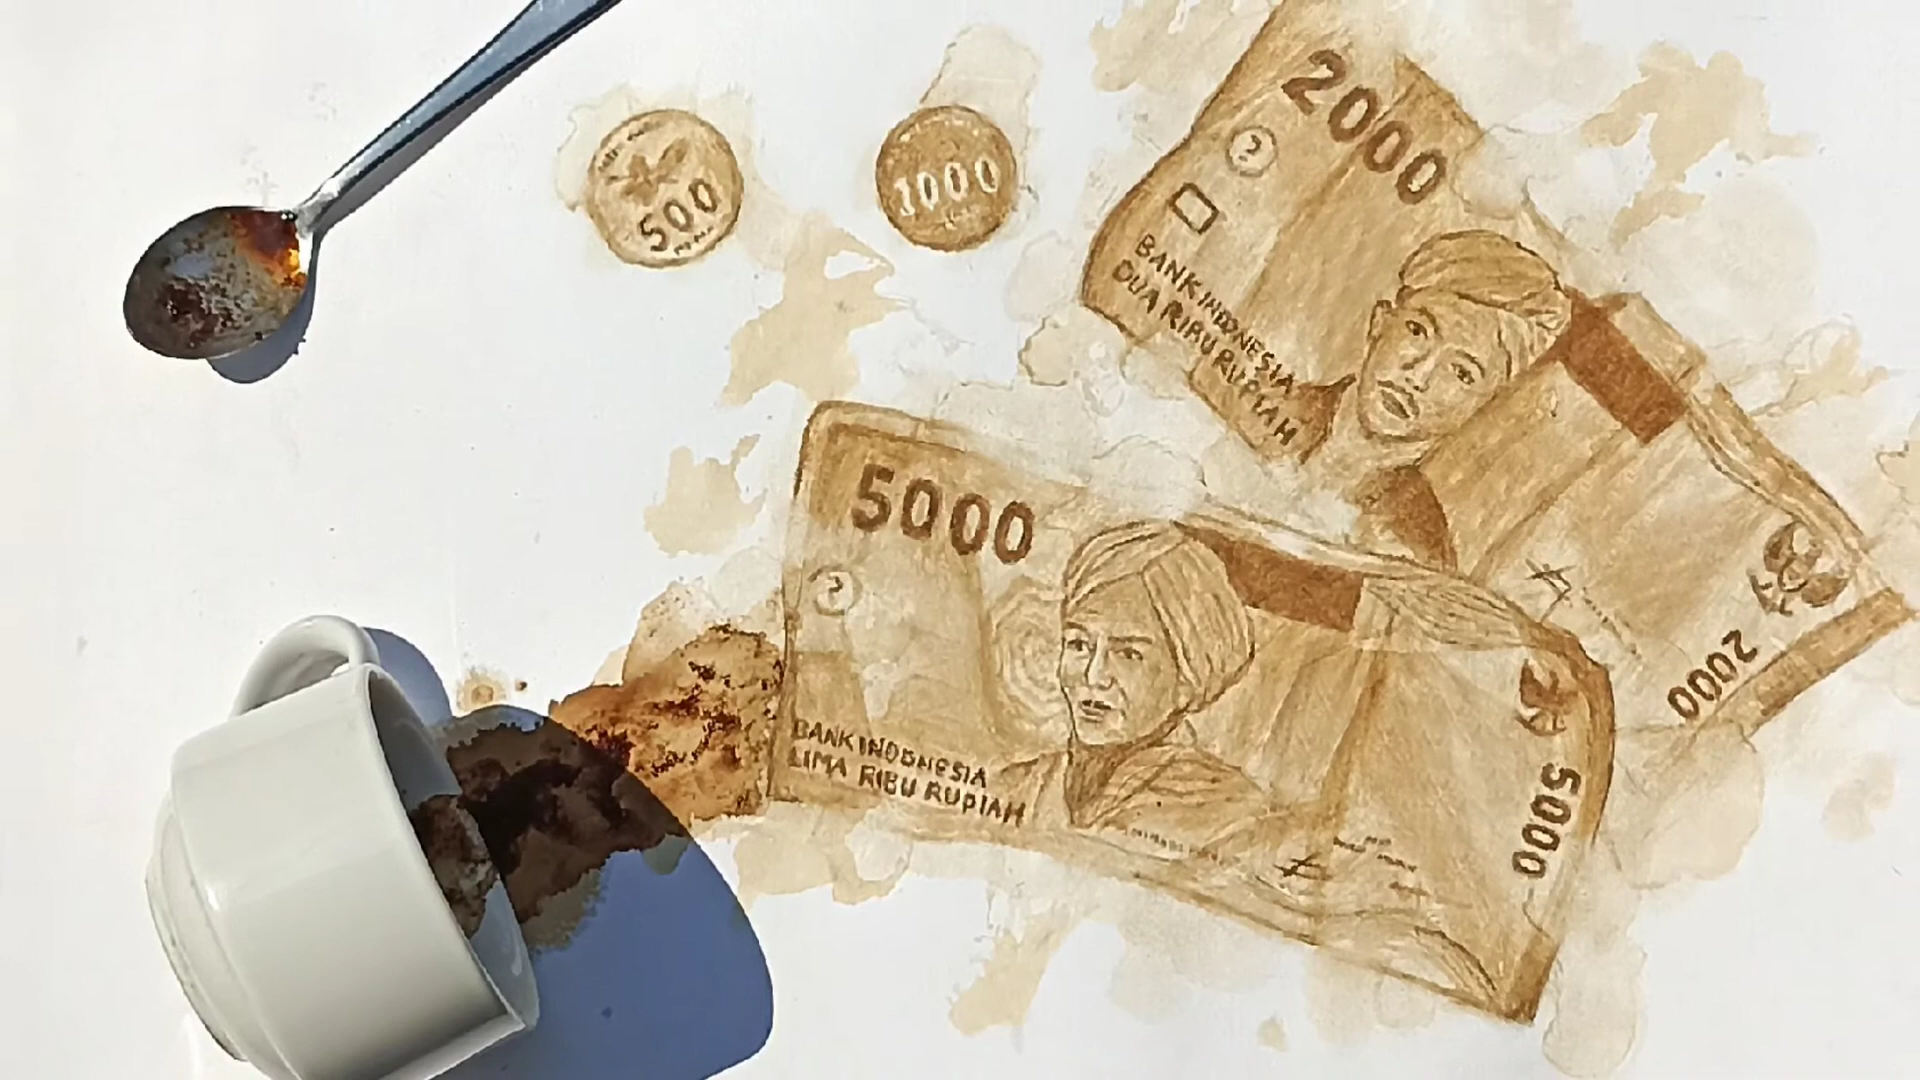 500
1000
2000
?
BANK INDONESIA
DUA RIBU RUPIAH
2000
5000
?
BANK INDONESIA
LIMA RIBU RUPIAH
5000